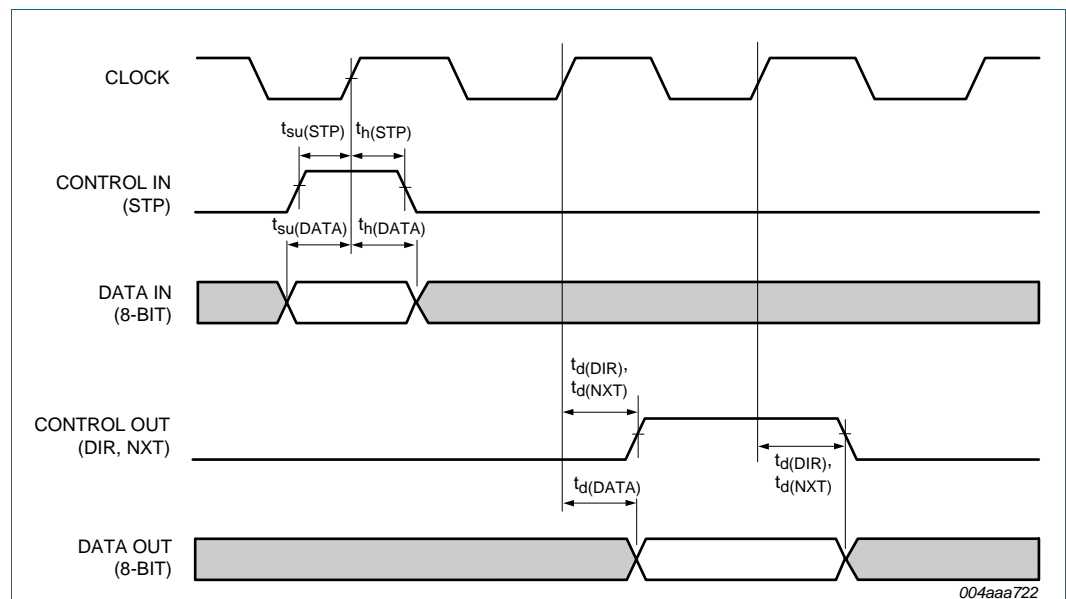 CLOCK
tsu(STP) th(STP)
CONTROL IN
(STP)
tsu(DATA) th(DATA)
DATA IN
(8-BIT)
td(DIR),
td(NXT)
CONTROL OUT
(DIR, NXT)
td(DIR),
td(NXT)
td(DATA)
DATA OUT
(8-BIT)
004aaa722